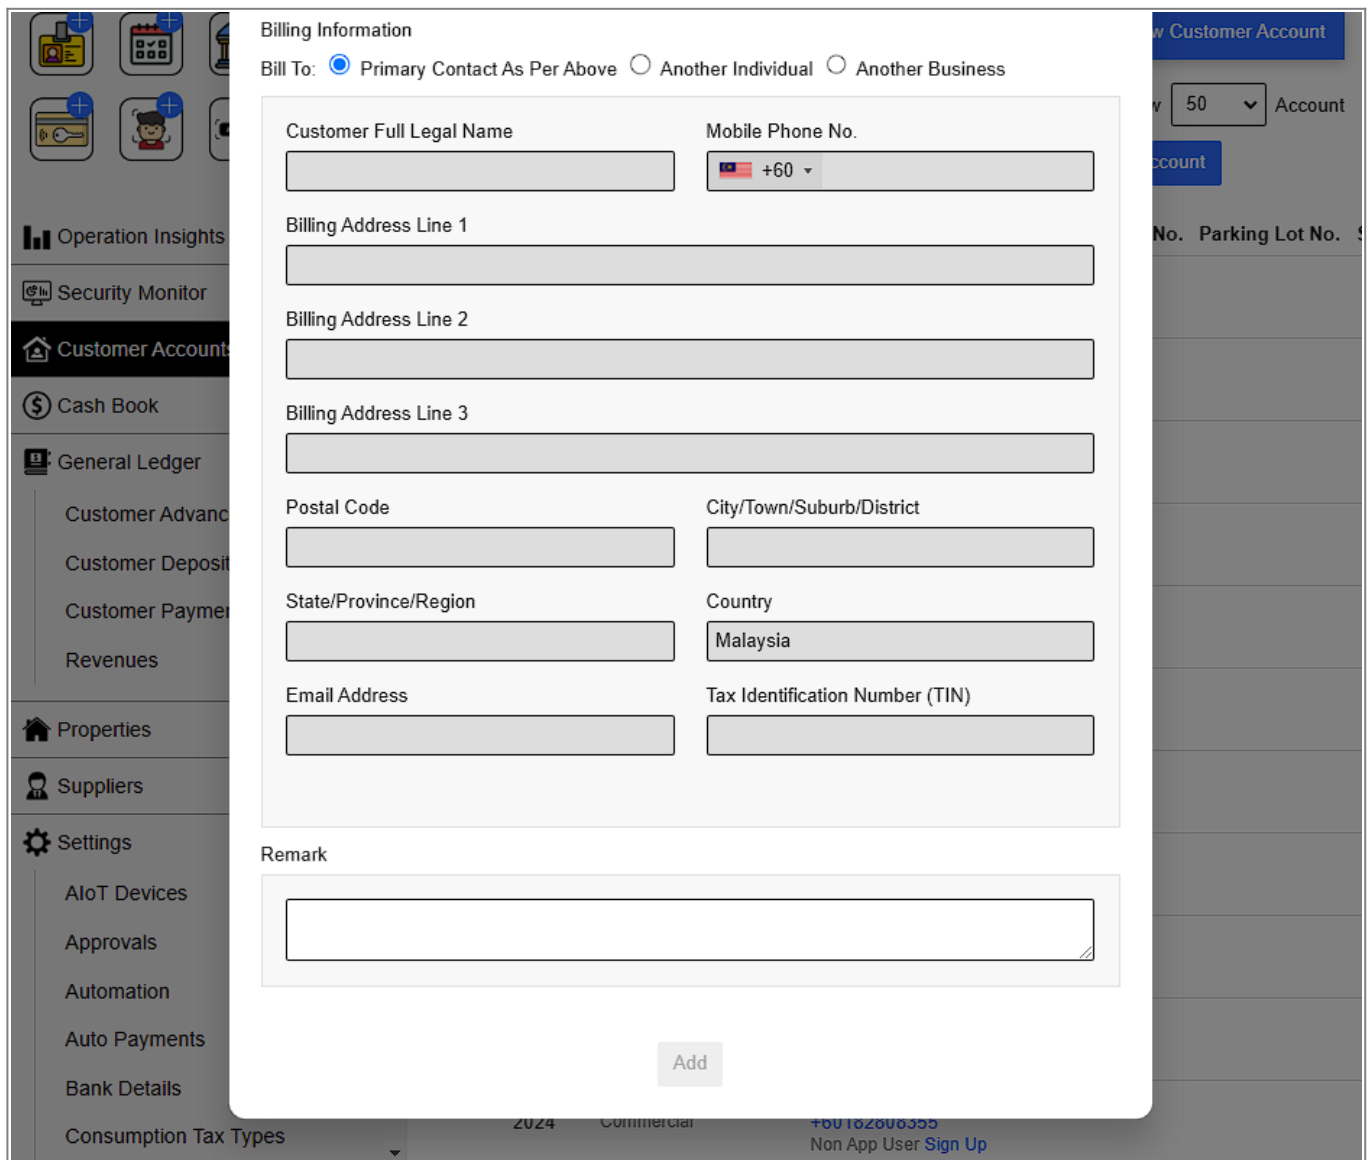 Billing Information
w Customer Account
Bill To: Primary Contact As Per Above Another Individual Another Business
50 Account
Customer Full Legal Name Mobile Phone No.
+60
ccount
Billing Address Line 1
Operation Insights
No. Parking Lot No.
Security Monitor
Billing Address Line 2
Customer Accounts
Cash Book
Billing Address Line 3
General Ledger
Postal Code City/Town/Suburb/District
Customer Advanc
Customer Deposit
State/Province/Region Country
Customer Paymer
Malaysia
Revenues
Email Address Tax Identification Number (TIN)
Properties
Suppliers
Settings
Remark
AIoT Devices
Approvals
Automation
Auto Payments
Add
Bank Details
2024 Commercial +60182808355
Consumption Tax Types
Non App User Sign Up